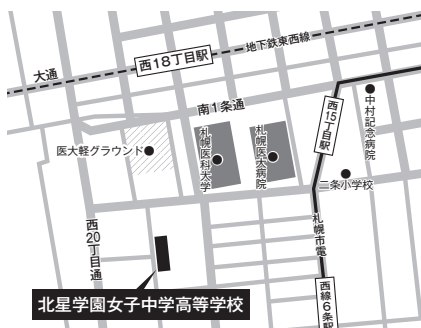 地下鉄東西線
西18丁目駅
大通
南1条通
西15丁目駅
中村記念病院
医大軽グラウンド
札幌医科大学
札幌医大病院
二条小学校
西20丁目通
札幌市電
西線6条駅
北星学園女子中学高等学校